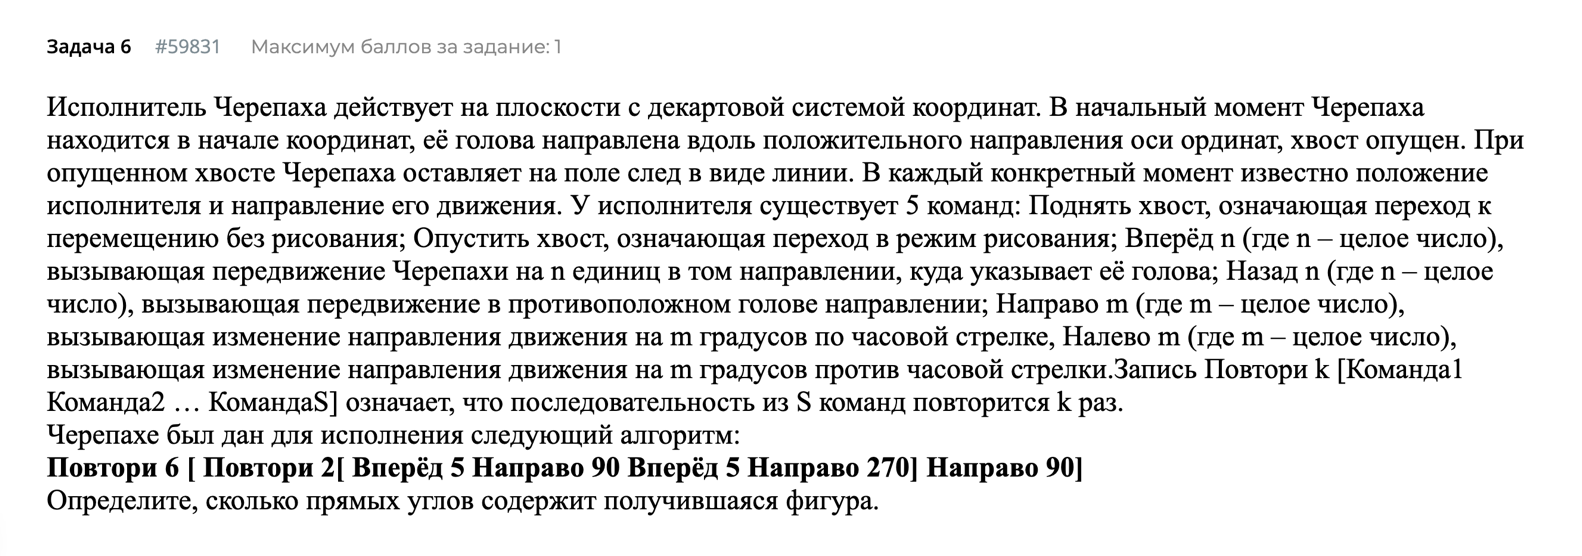 Задача 6 #59831 Максимум баллов за задание: 1
Исполнитель Черепаха действует на плоскости с декартовой системой координат. В начальный момент Черепаха
находится в начале координат, её голова направлена вдоль положительного направления оси ординат, хвост опущен. При
опущенном хвосте Черепаха оставляет на поле след в виде линии. В каждый конкретный момент известно положение
исполнителя и направление его движения. У исполнителя существует 5 команд: Поднять хвост, означающая переход к
перемещению без рисования; Опустить хвост, означающая переход в режим рисования; Вперёд n (где n – целое число),
вызывающая передвижение Черепахи на n единиц в том направлении, куда указывает её голова; Назад n (где n – целое
число), вызывающая передвижение в противоположном голове направлении; Направо m (где m – целое число),
вызывающая изменение направления движения на m градусов по часовой стрелке, Налево m (где m – целое число),
вызывающая изменение направления движения на m градусов против часовой стрелки.Запись Повтори k [Команда1
Команда2 … КомандаS] означает, что последовательность из S команд повторится k раз.
Черепахе был дан для исполнения следующий алгоритм:
Повтори 6 [ Повтори 2[ Вперёд 5 Направо 90 Вперёд 5 Направо 270] Направо 90]
Определите, сколько прямых углов содержит получившаяся фигура.